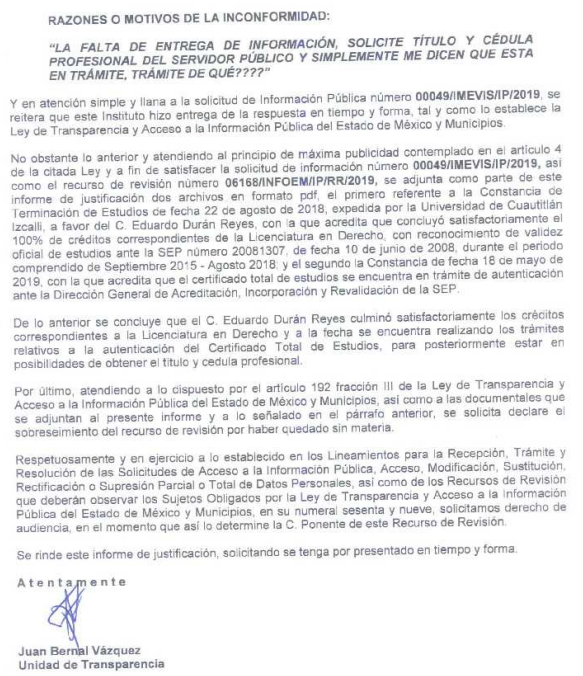 RAZONES O MOTIVOS DE LA INCONFORMIDAD:
"LA FALTA DE ENTREGA DE INFORMACIÓN, SOLICITE TÍTULO Y CÉDULA
PROFESIONAL DEL SERVIDOR PÚBLICO Y SIMPLEMENTE ME DICEN QUE ESTA
EN TRÁMITE, TRÁMITE DE QUÉ????"
Y en atención simple y llana a la solicitud de Información Pública número 00049/IMEVIS/IP/2019, se
reitera que este Instituto hizo entrega de la respuesta en tiempo y forma, tal y como lo establece la
Ley de Transparencia y Acceso a la Información Pública del Estado de México y Municipios.
No obstante lo anterior y atendiendo al principio de máxima publicidad contemplado en el artículo 4
de la citada Ley y a fin de satisfacer la solicitud de información número 00049/IMEVIS/IP/2019, así
como el recurso de revisión número 06168/INFOEM/IP/RR/2019, se adjunta como parte de este
informe de justificación dos archivos en formato pdf, el primero referente a la Constancia de
Terminación de Estudios de fecha 22 de agosto de 2018, expedida por la Universidad de Cuautitlán
Izcalli, a favor del C. Eduardo Durán Reyes, con la que acredita que concluyó satisfactoriamente el
100% de créditos correspondientes de la Licenciatura en Derecho, con reconocimiento de validez
oficial de estudios ante la SEP número 20081307, de fecha 10 de junio de 2008, durante el periodo
comprendido de Septiembre 2015 - Agosto 2018; y el segundo la Constancia de fecha 18 de mayo de
2019, con la que acredita que el certificado total de estudios se encuentra en trámite de autenticación
ante la Dirección General de Acreditación, Incorporación y Revalidación de la SEP.
De lo anterior se concluye que el C. Eduardo Durán Reyes culminó satisfactoriamente los créditos
correspondientes a la Licenciatura en Derecho y a la fecha se encuentra realizando los trámites
relativos a la autenticación del Certificado Total de Estudios, para posteriormente estar en
posibilidades de obtener el título y cedula profesional.
Por último, atendiendo a lo dispuesto por el artículo 192 fracción III de la Ley de Transparencia y
Acceso a la Información Pública del Estado de México y Municipios, así como a las documentales que
se adjuntan al presente informe y a lo señalado en el párrafo anterior, se solicita declare el
sobreseimiento del recurso de revisión por haber quedado sin materia.
Respetuosamente y en ejercicio a lo establecido en los Lineamientos para la Recepción, Trámite y
Resolución de las Solicitudes de Acceso a la Información Pública, Acceso, Modificación, Sustitución,
Rectificación o Supresión Parcial o Total de Datos Personales, así como de los Recursos de Revisión
que deberán observar los Sujetos Obligados por la Ley de Transparencia y Acceso a la Información
Pública del Estado de México y Municipios, en su numeral sesenta y nueve, solicitamos derecho de
audiencia, en el momento que así lo determine la C. Ponente de este Recurso de Revisión.
Se rinde este informe de justificación, solicitando se tenga por presentado en tiempo y forma.
Atentamente
Juan Bernal Vázquez
Unidad de Transparencia